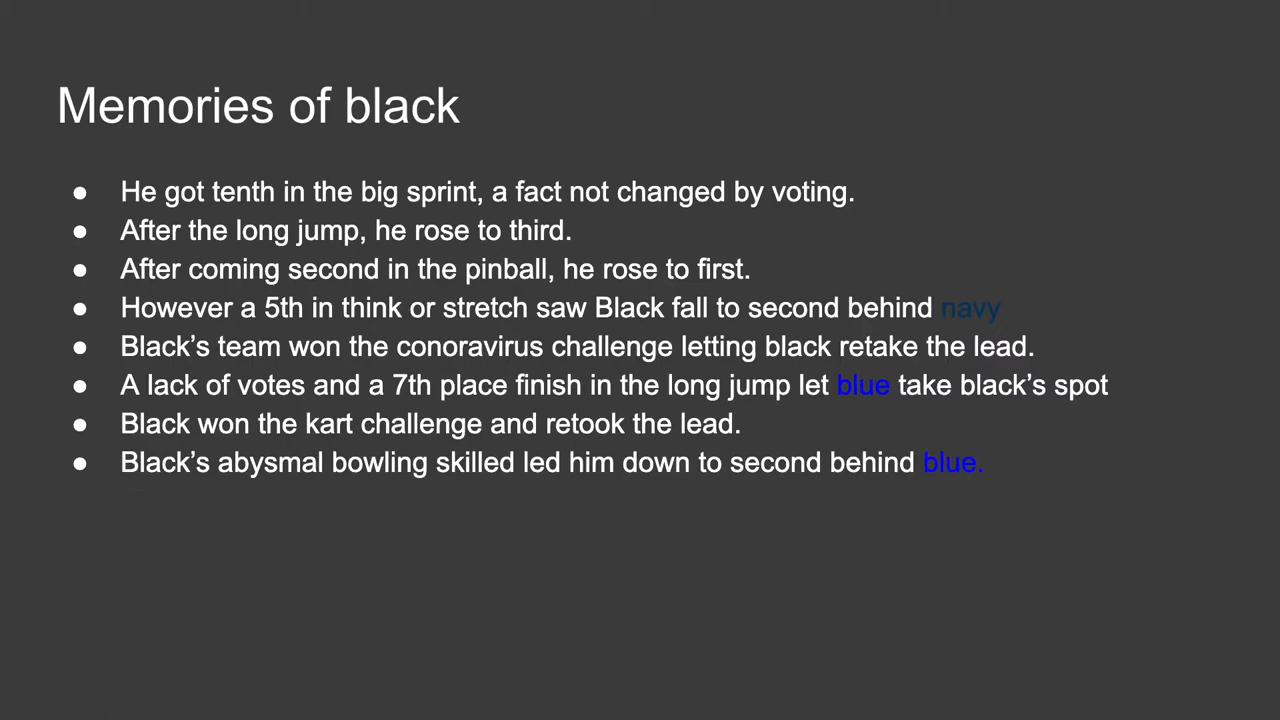 Memories of black
● He got tenth in the big sprint, a fact not changed by voting.
● After the long jump, he rose to third.
● After coming second in the pinball, he rose to first.
● However a 5th in think or stretch saw Black fall to second behind navy
● Black’s team won the conoravirus challenge letting black retake the lead.
● A lack of votes and a 7th place finish in the long jump let blue take black’s spot
● Black won the kart challenge and retook the lead.
● Black’s abysmal bowling skilled led him down to second behind blue.